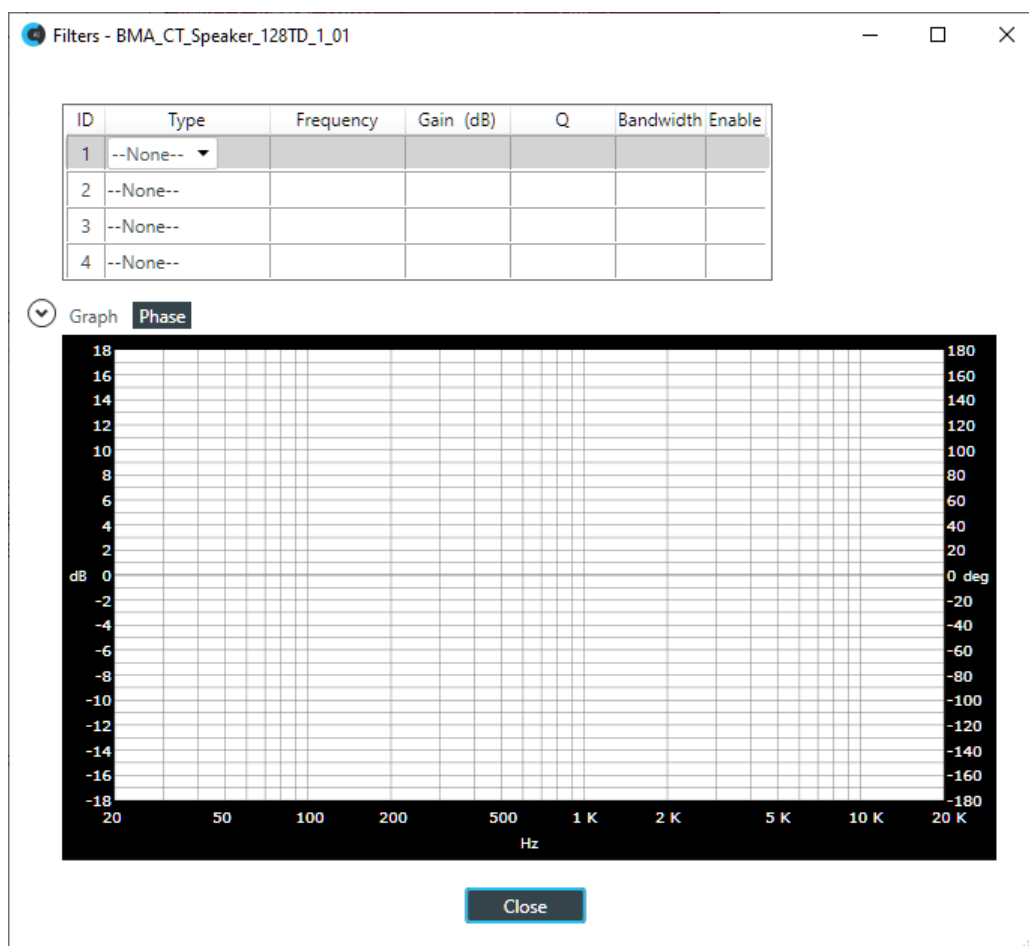 Filters - BMA_CT_Speaker_128TD_1_01
ID Type Frequency Gain (dB) Q Bandwidth Enable
1 --None--
2 --None--
3 --None--
4 --None--
Graph Phase
18 180
16 160
14 140
12 120
10 100
8 80
6 60
4 40
2 20
dB 0 0 deg
-2 -20
-4 -40
-6 -60
-8 -80
-10 -100
-12 -120
-14 -140
-16 -160
-18 -180
20 50 100 200 500 1 K 2 K 5 K 10 K 20 K
Hz
Close